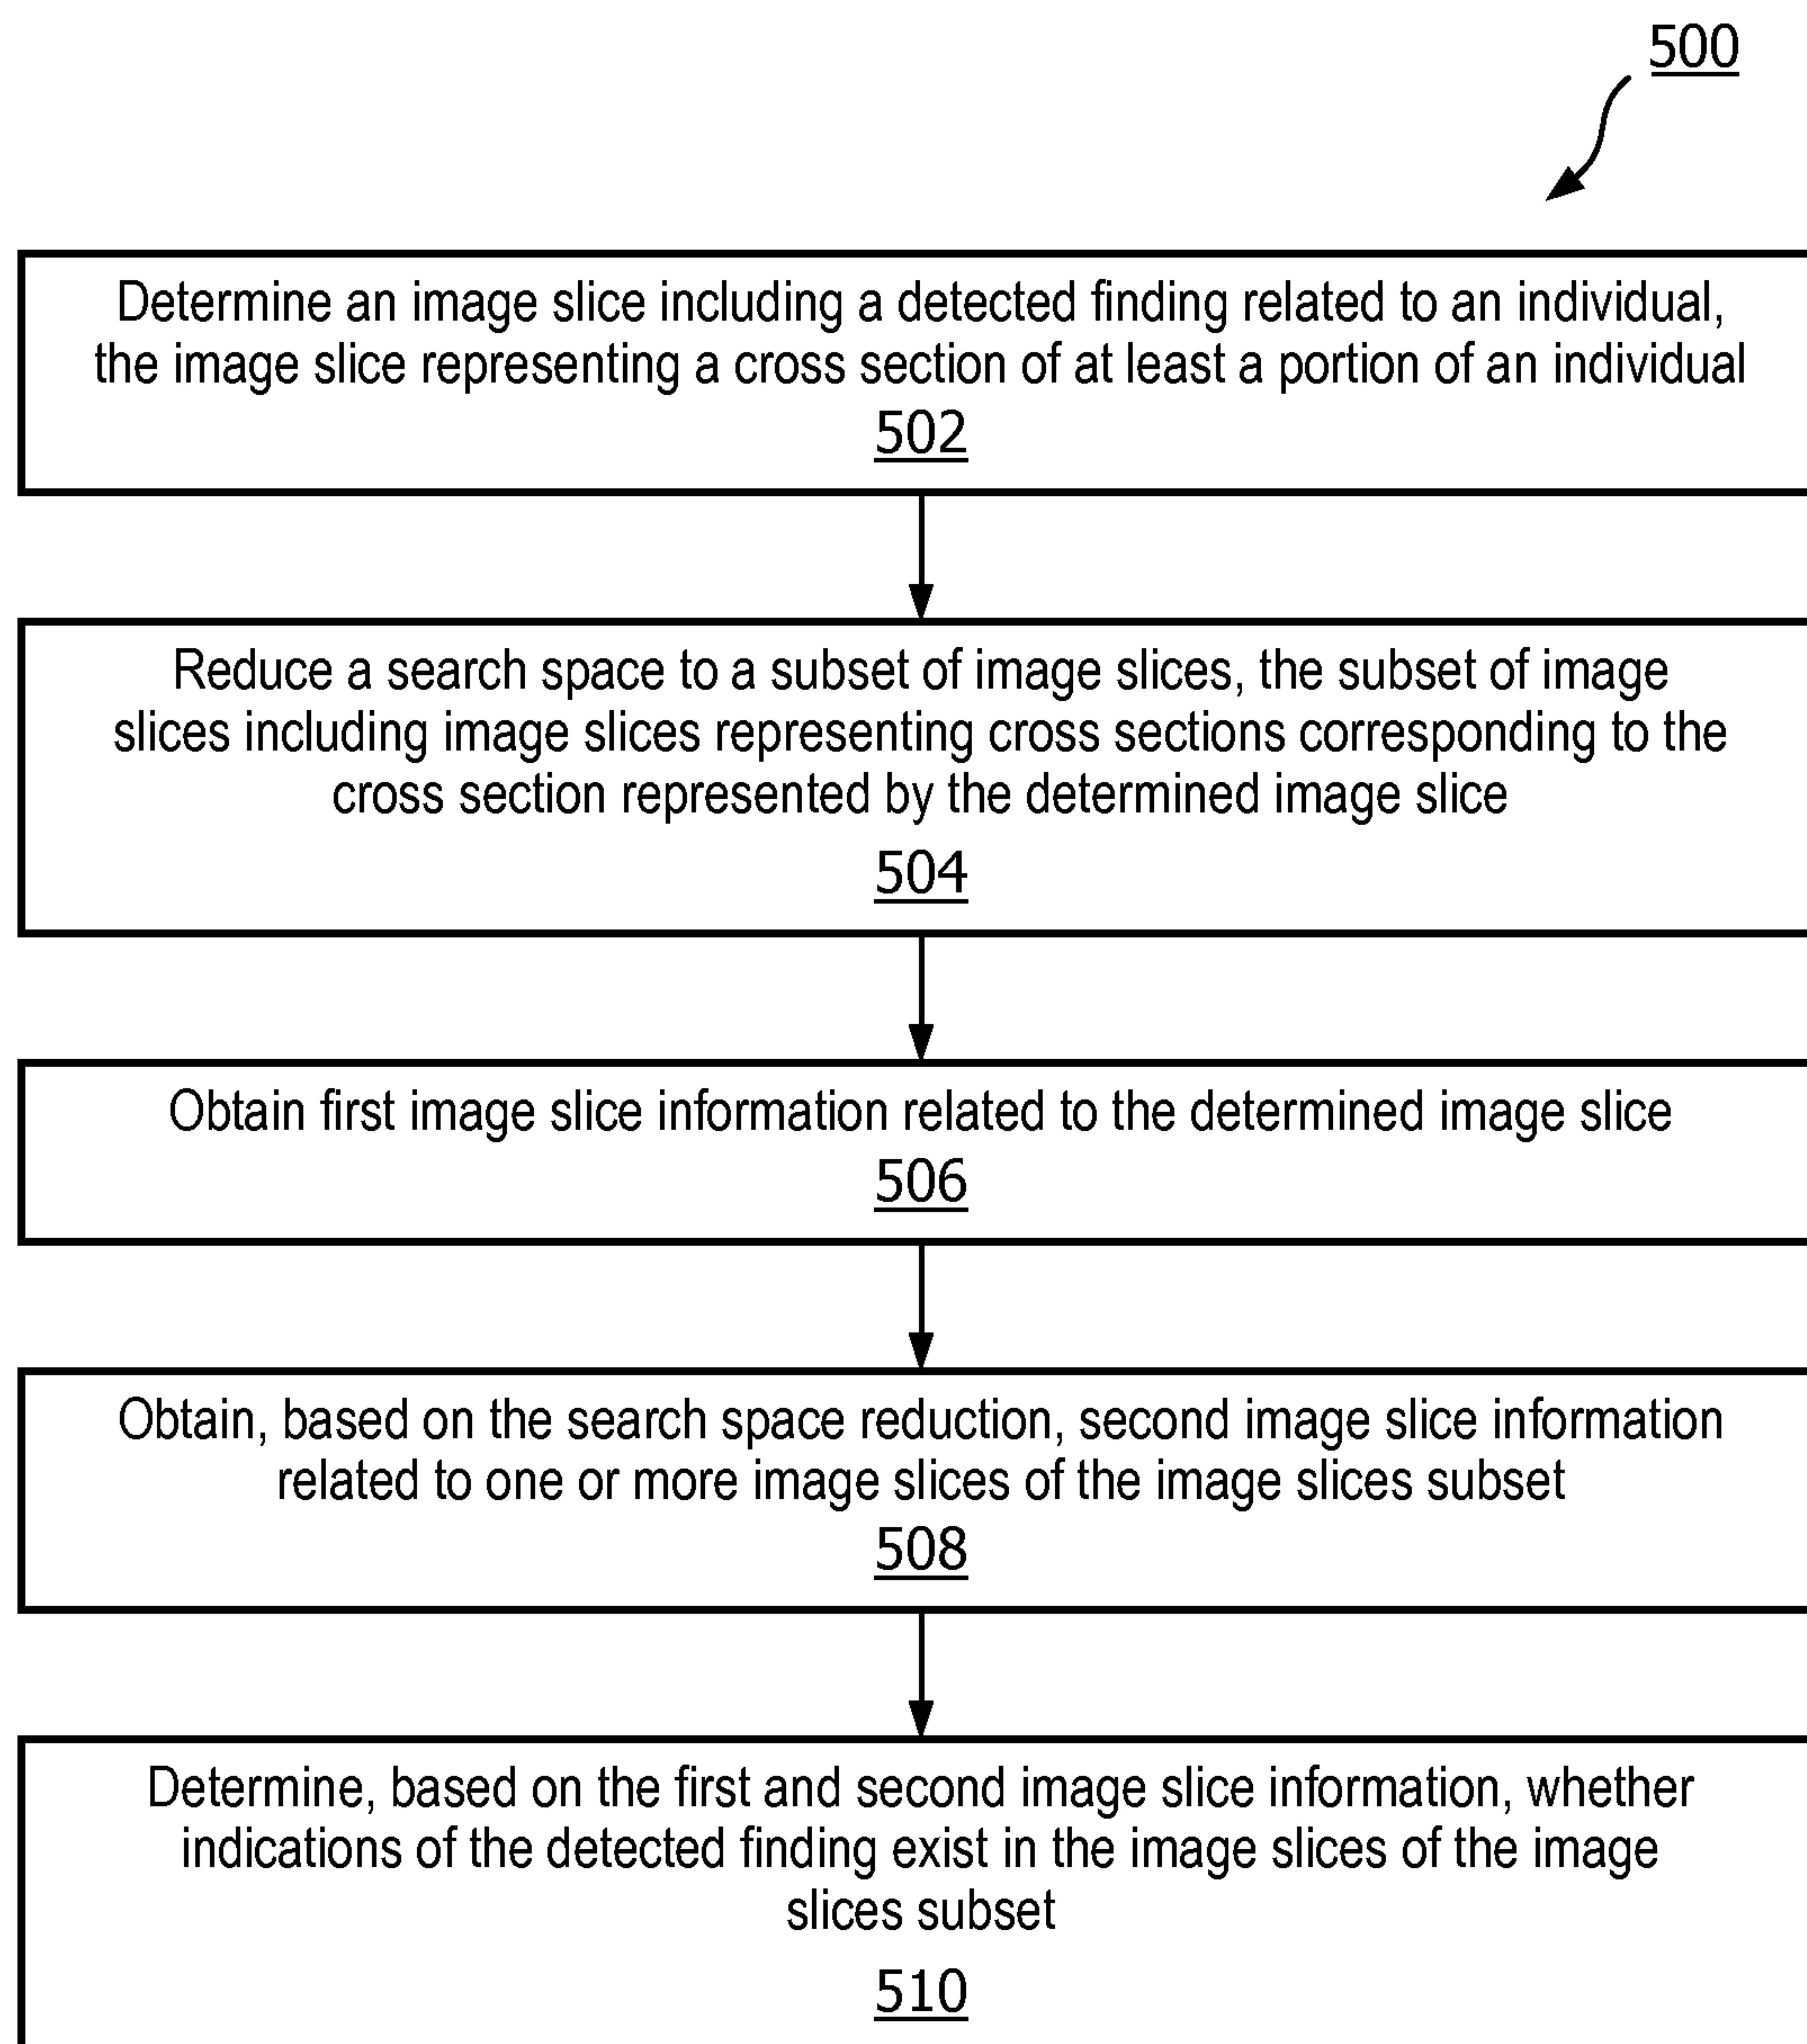 500
Determine an image slice including a detected finding related to an individual,
the image slice representing a cross section of at least a portion of an individual
502
Reduce a search space to a subset of image slices, the subset of image
slices including image slices representing cross sections corresponding to the
cross section represented by the determined image slice
504
Obtain first image slice information related to the determined image slice
506
Obtain, based on the search space reduction, second image slice information
related to one or more image slices of the image slices subset
508
Determine, based on the first and second image slice information, whether
indications of the detected finding exist in the image slices of the image
slices subset
510